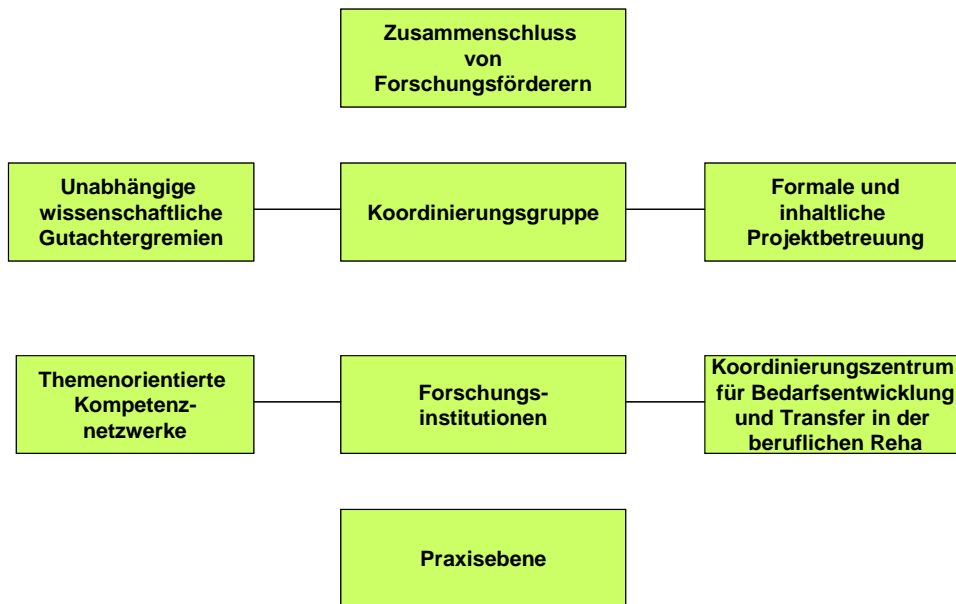 Zusammenschluss
von
Forschungsförderern
Unabhängige
wissenschaftliche
Gutachtergremien
Koordinierungsgruppe
Formale und
inhaltliche
Projektbetreuung
Themenorientierte
Kompetenz-
netzwerke
Forschungs-
institutionen
Koordinierungszentrum
für Bedarfsentwicklung
und Transfer in der
beruflichen Reha
Praxisebene